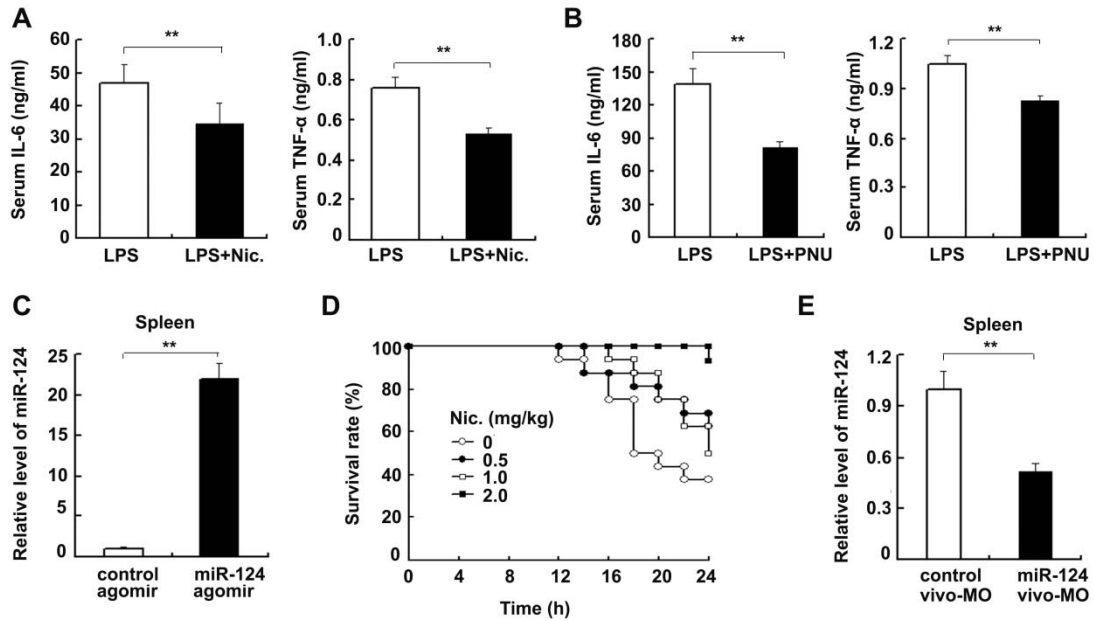 A
Serum IL-6 (ng/ml)
60
50
40
30
20
10
0
**
LPS
LPS+Nic.
Serum TNF-α (ng/ml)
1.0
0.8
0.6
0.4
0.2
0.0
**
LPS
LPS+Nic.
B
Serum IL-6 (ng/ml)
180
150
120
90
60
30
0
**
LPS
LPS+PNU
Serum TNF-α (ng/ml)
1.2
0.9
0.6
0.3
0
**
LPS
LPS+PNU
C
Spleen
Relative level of miR-124
25
20
15
10
5
0
**
control
agomir
miR-124
agomir
D
Survival rate (%)
100
80
60
40
20
0
Nic. (mg/kg)
0
0.5
1.0
2.0
0
4
8
12
16
20
24
Time (h)
E
Spleen
Relative level of miR-124
1.2
0.9
0.6
0.3
0
**
control
vivo-MO
miR-124
vivo-MO